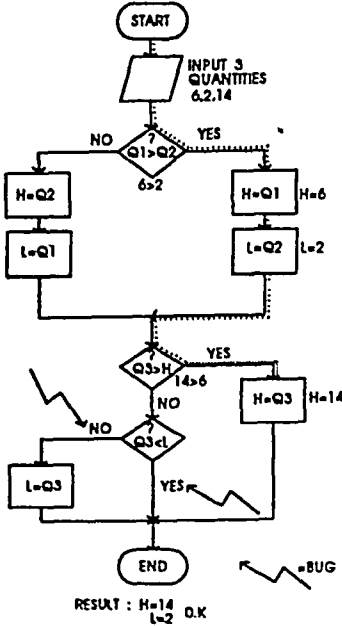 START
INPUT 3
QUANTITIES
6,2,14
NO
?
Q1>Q2
YES
6>2
H=Q2
H=Q1
H=6
L=Q1
L=Q2
L=2
?
Q3>H
YES
14>6
NO
H=Q3
H=14
NO
?
Q3<L
L=Q3
YES
END
=BUG
RESULT : H=14
L=2 O.K